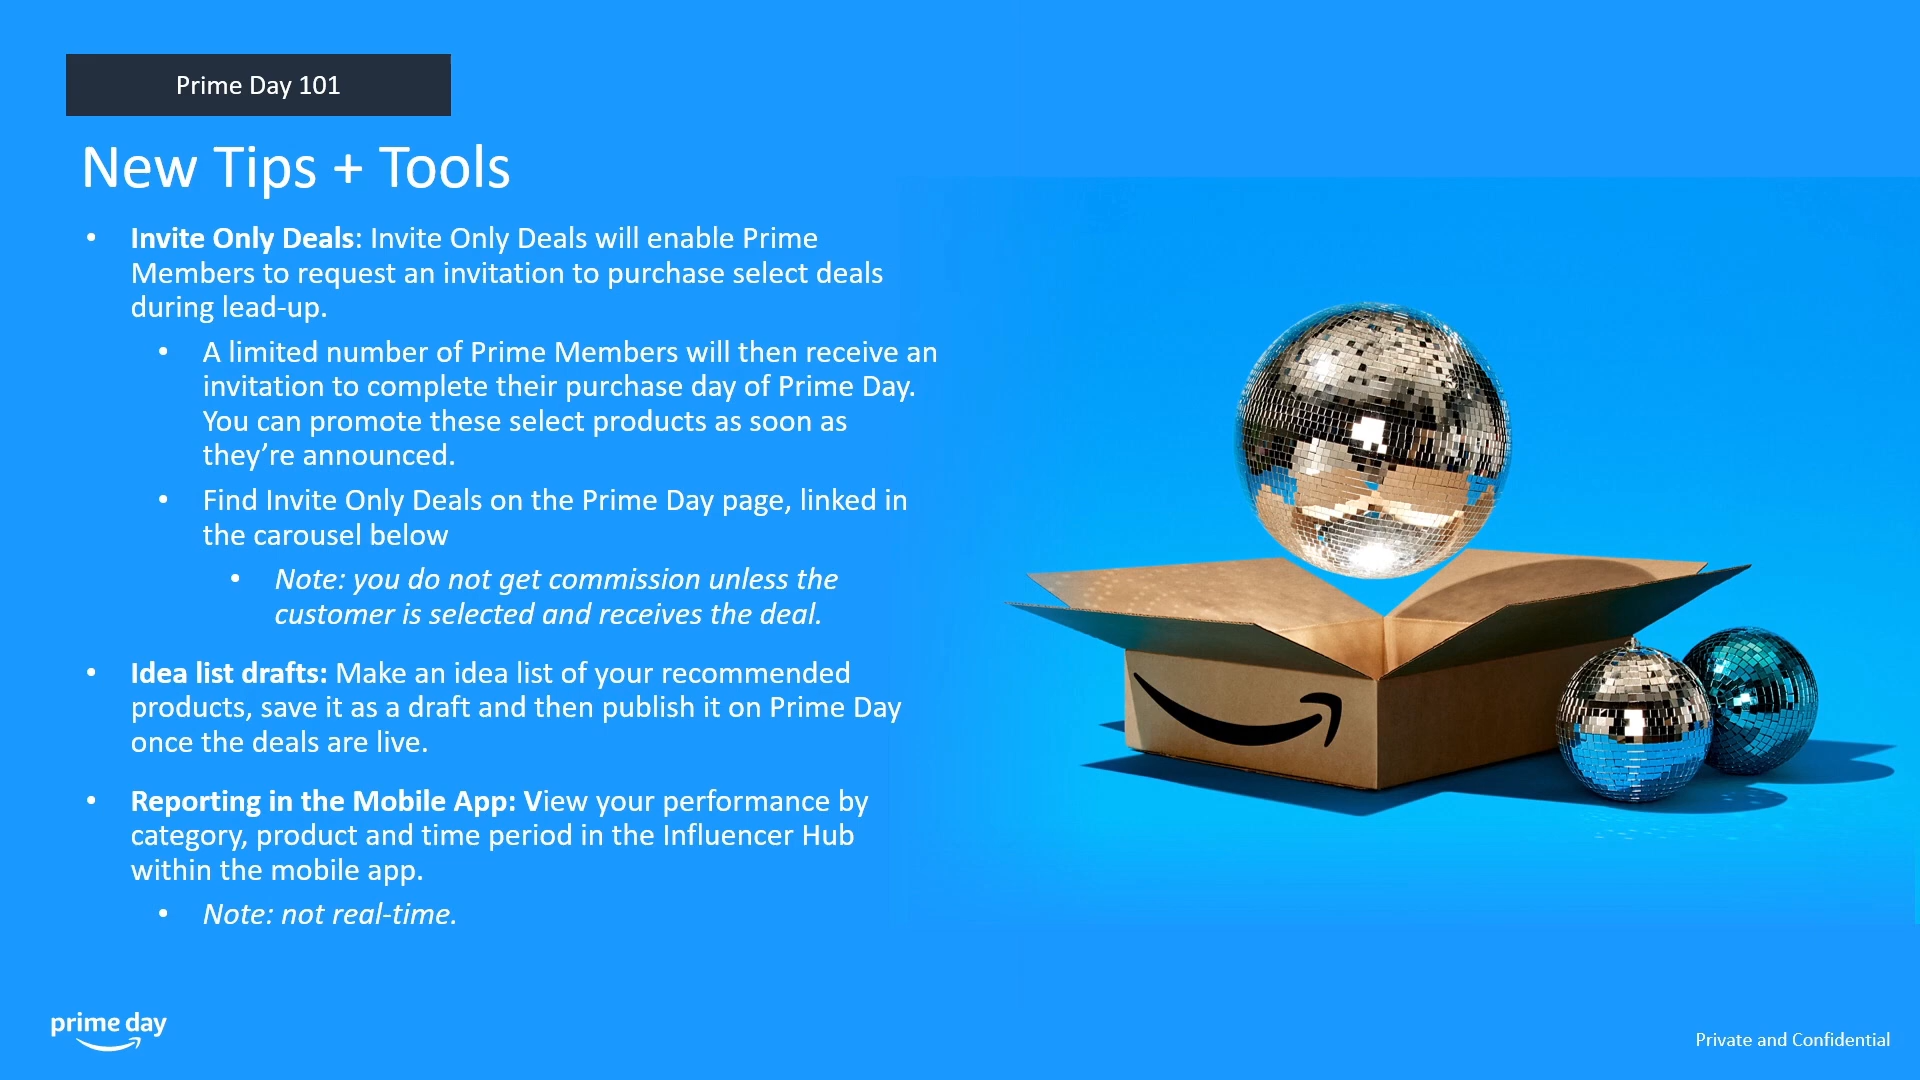 Prime Day 101
New Tips + Tools
• Invite Only Deals: Invite Only Deals will enable Prime
Members to request an invitation to purchase select deals
during lead-up.
• A limited number of Prime Members will then receive an
invitation to complete their purchase day of Prime Day.
You can promote these select products as soon as
they’re announced.
• Find Invite Only Deals on the Prime Day page, linked in
the carousel below
• Note: you do not get commission unless the
customer is selected and receives the deal.
• Idea list drafts: Make an idea list of your recommended
products, save it as a draft and then publish it on Prime Day
once the deals are live.
• Reporting in the Mobile App: View your performance by
category, product and time period in the Influencer Hub
within the mobile app.
• Note: not real-time.
prime day
Private and Confidential